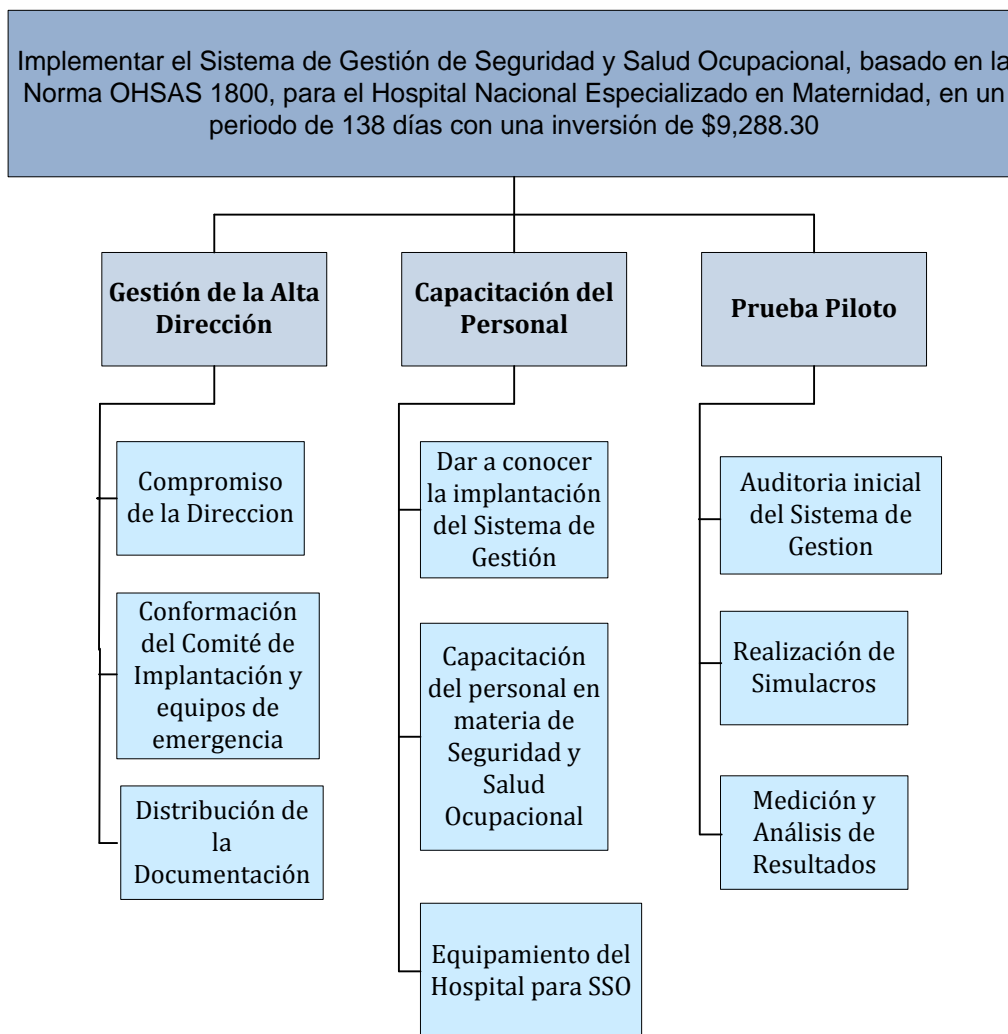 Implementar el Sistema de Gestión de Seguridad y Salud Ocupacional, basado en la
Norma OHSAS 1800, para el Hospital Nacional Especializado en Maternidad, en un
periodo de 138 días con una inversión de $9,288.30
Gestión de la Alta
Dirección
Compromiso
de la Direccion
Conformación
del Comité de
Implantación y
equipos de
emergencia
Distribución de
la
Documentación
Capacitación del
Personal
Dar a conocer
la implantación
del Sistema de
Gestión
Capacitación
del personal en
materia de
Seguridad y
Salud
Ocupacional
Equipamiento del
Hospital para SSO
Prueba Piloto
Auditoria inicial
del Sistema de
Gestion
Realización de
Simulacros
Medición y
Análisis de
Resultados